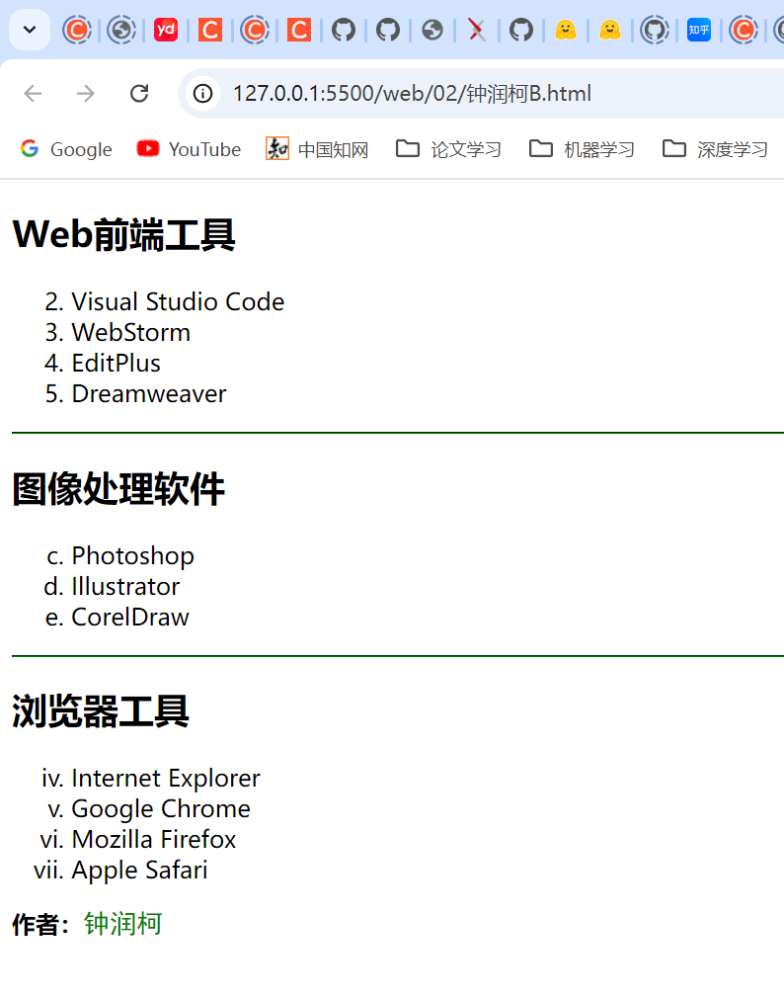 yd
C
C
C
C
知乎
C
127.0.0.1:5500/web/02/钟润柯B.html
Google
YouTube
知
中国知网
论文学习
机器学习
深度学习
Web前端工具
2. Visual Studio Code
3. WebStorm
4. EditPlus
5. Dreamweaver
图像处理软件
c. Photoshop
d. Illustrator
e. CorelDraw
浏览器工具
iv. Internet Explorer
v. Google Chrome
vi. Mozilla Firefox
vii. Apple Safari
作者：钟润柯